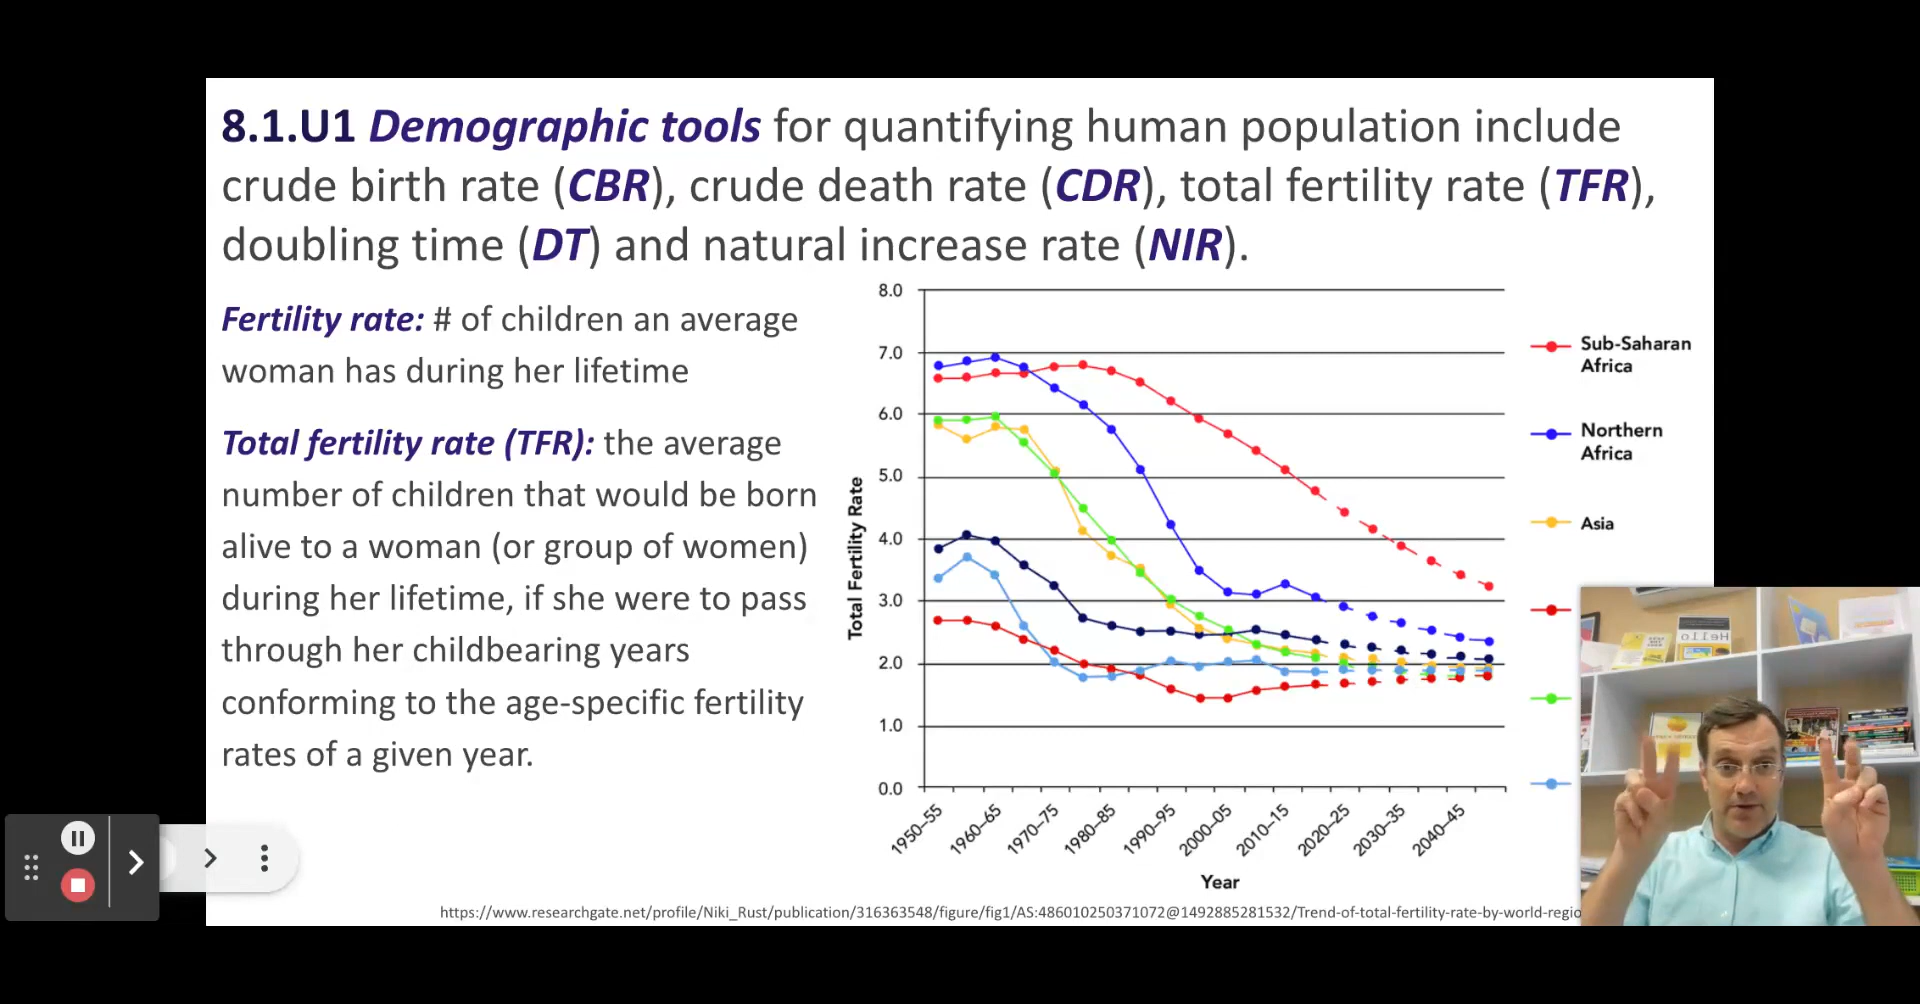 8.1.U1 Demographic tools for quantifying human population include
crude birth rate (CBR), crude death rate (CDR), total fertility rate (TFR),
doubling time (DT) and natural increase rate (NIR).
Fertility rate: # of children an average
woman has during her lifetime
Total fertility rate (TFR): the average
number of children that would be born
alive to a woman (or group of women)
during her lifetime, if she were to pass
through her childbearing years
conforming to the age-specific fertility
rates of a given year.
Total Fertility Rate
8.0
7.0
6.0
5.0
4.0
3.0
2.0
1.0
0.0
1950–55
1960–65
1970–75
1980–85
1990–95
2000–05
2010–15
2020–25
2030–35
2040–45
Year
Sub-Saharan
Africa
Northern
Africa
Asia
Hello
https://www.researchgate.net/profile/Niki_Rust/publication/316363548/figure/fig1/AS:486010250371072@1492885281532/Trend-of-total-fertility-rate-by-world-regio